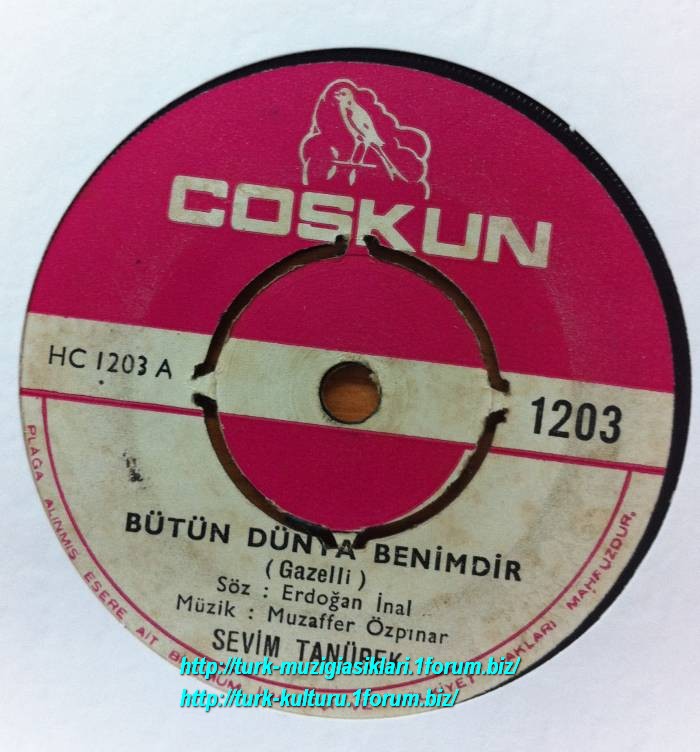 COSKUN
HC 1203 A
1203
BÜTÜN DÜNYA BENİMDİR
(Gazelli)
Söz : Erdoğan İnal
Müzik : Muzaffer Özpınar
SEVİM TANÜREK
PLAĞA ALINMIŞ ESERE AİT MAHFUZDUR.
http://turk-muzigiasiklari.1forum.biz/
http://turk-kulturu.1forum.biz/